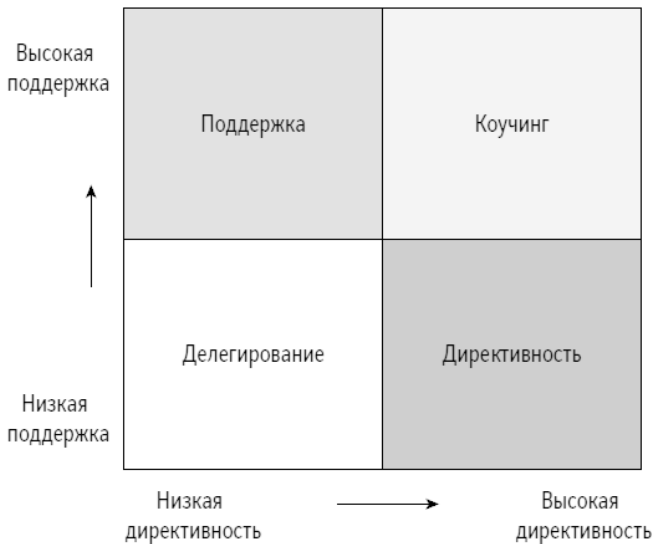 Высокая
поддержка
Поддержка
Коучинг
Делегирование
Директивность
Низкая
поддержка
Низкая
директивность
Высокая
директивность